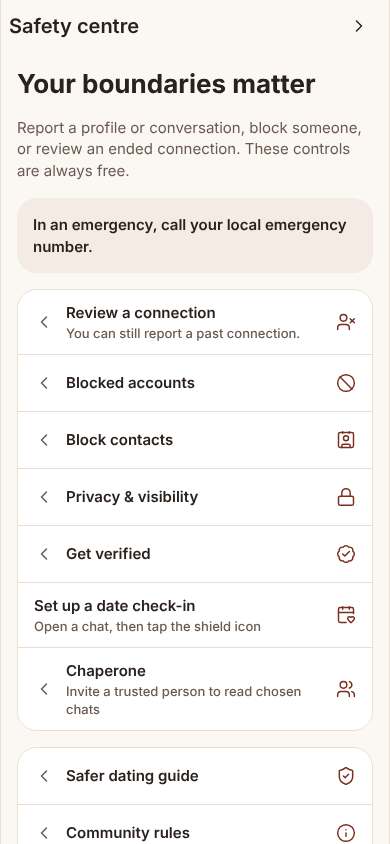 Safety centre
Your boundaries matter
Report a profile or conversation, block someone,
or review an ended connection. These controls
are always free.
In an emergency, call your local emergency
number.
Review a connection
You can still report a past connection.
Blocked accounts
Block contacts
Privacy & visibility
Get verified
Set up a date check-in
Open a chat, then tap the shield icon
Chaperone
Invite a trusted person to read chosen
chats
Safer dating guide
Community rules